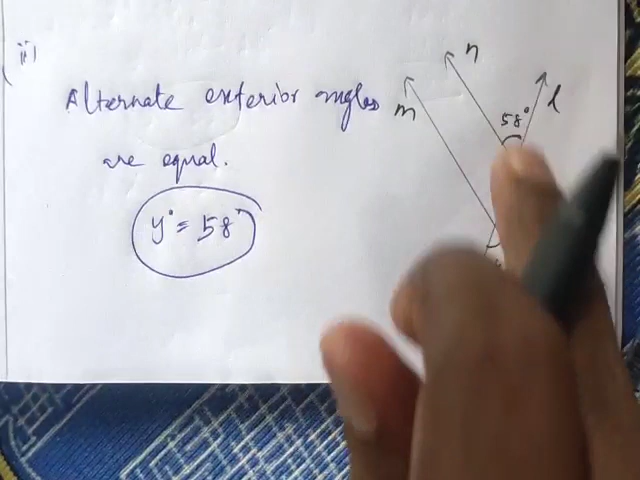 ii)
Alternate exterior angles
are equal.
y° = 58°
n
m
l
58°